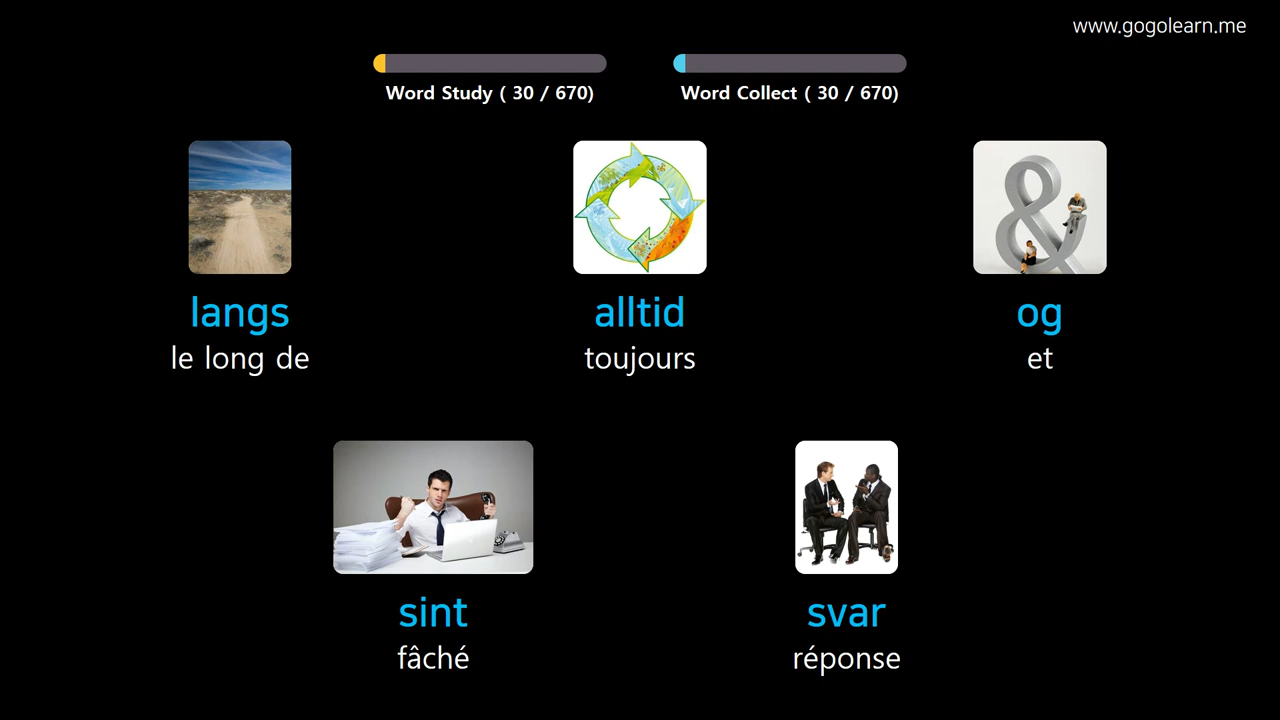 www.gogolearn.me
Word Study ( 30 / 670)
Word Collect ( 30 / 670)
langs
le long de
alltid
toujours
og
et
sint
fâché
svar
réponse